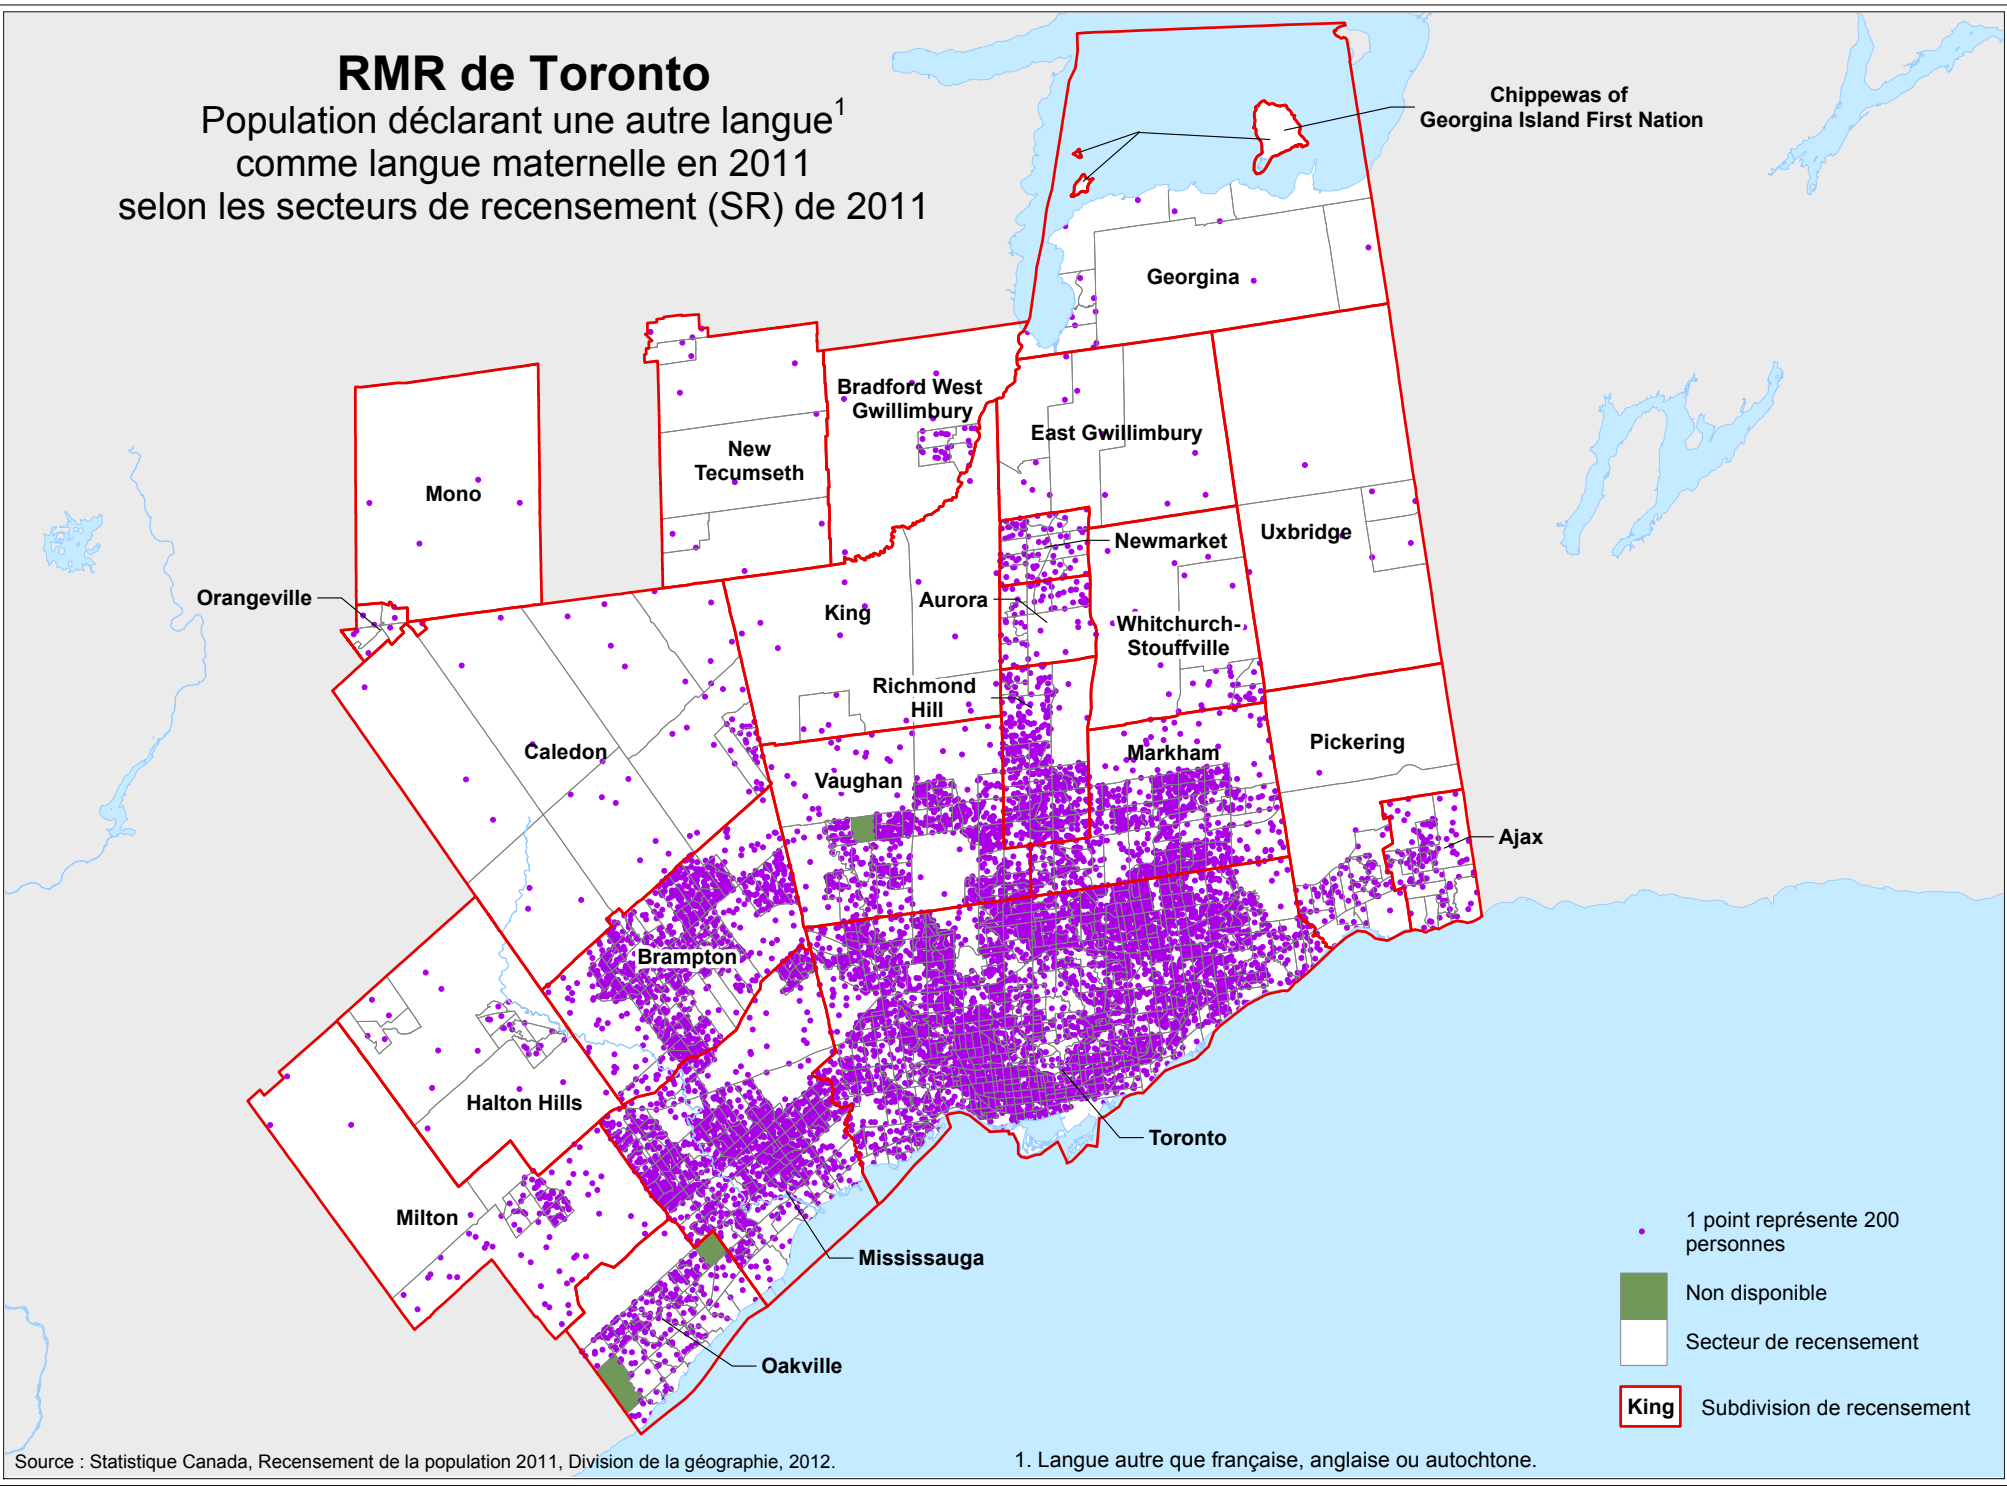 RMR de Toronto
Population déclarant une autre langue1
comme langue maternelle en 2011
selon les secteurs de recensement (SR) de 2011
Chippewas of
Georgina Island First Nation
Georgina
Bradford West
Gwillimbury
East Gwillimbury
New
Tecumseth
Mono
Uxbridge
Newmarket
Orangeville
King
Aurora
Whitchurch-
Stouffville
Richmond
Hill
Caledon
Vaughan
Markham
Pickering
Ajax
Brampton
Halton Hills
Toronto
Milton
Mississauga
Oakville
1 point représente 200
personnes
Non disponible
Secteur de recensement
King
Subdivision de recensement
Source : Statistique Canada, Recensement de la population 2011, Division de la géographie, 2012.
1. Langue autre que française, anglaise ou autochtone.